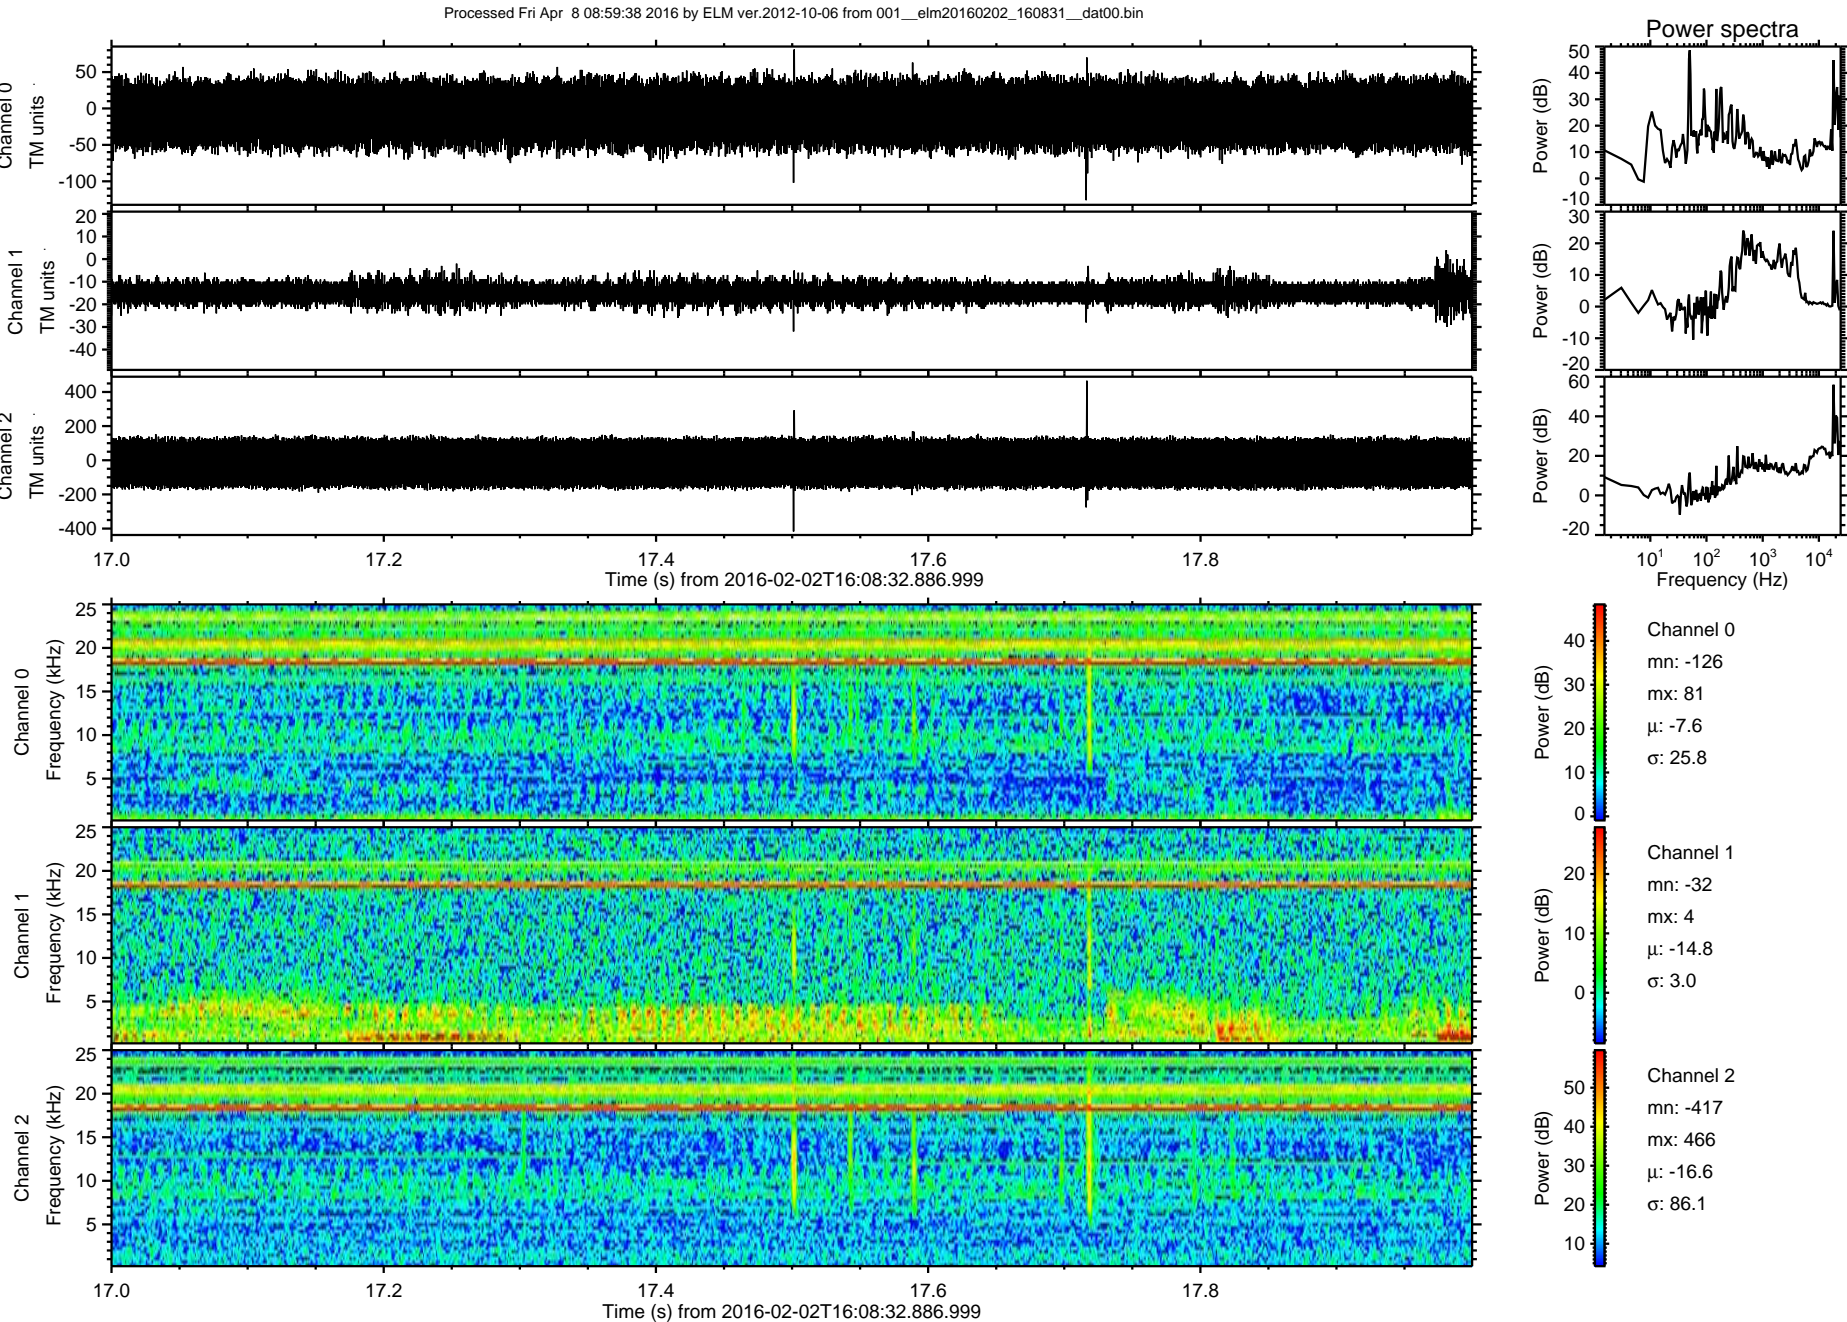 Processed Fri Apr  8 08:59:38 2016 by ELM ver.2012-10-06 from 001__elm20160202_160831__dat00.bin
Power spectra
Channel 0
TM units
50
0
-50
-100
Power (dB)
50
40
30
20
10
0
-10
Channel 1
TM units
20
10
0
-10
-20
-30
-40
Power (dB)
30
20
10
0
-10
-20
Channel 2
TM units
400
200
0
-200
-400
Power (dB)
60
40
20
0
-20
17.0 17.2 17.4 17.6 17.8
Time (s) from 2016-02-02T16:08:32.886.999
10¹ 10² 10³ 10⁴
Frequency (Hz)
Channel 0
Frequency (kHz)
25
20
15
10
5
Power (dB)
40
30
20
10
0
Channel 0
mn: -126
mx: 81
μ: -7.6
σ: 25.8
Channel 1
Frequency (kHz)
25
20
15
10
5
Power (dB)
20
10
0
Channel 1
mn: -32
mx: 4
μ: -14.8
σ: 3.0
Channel 2
Frequency (kHz)
25
20
15
10
5
Power (dB)
50
40
30
20
10
Channel 2
mn: -417
mx: 466
μ: -16.6
σ: 86.1
17.0 17.2 17.4 17.6 17.8
Time (s) from 2016-02-02T16:08:32.886.999